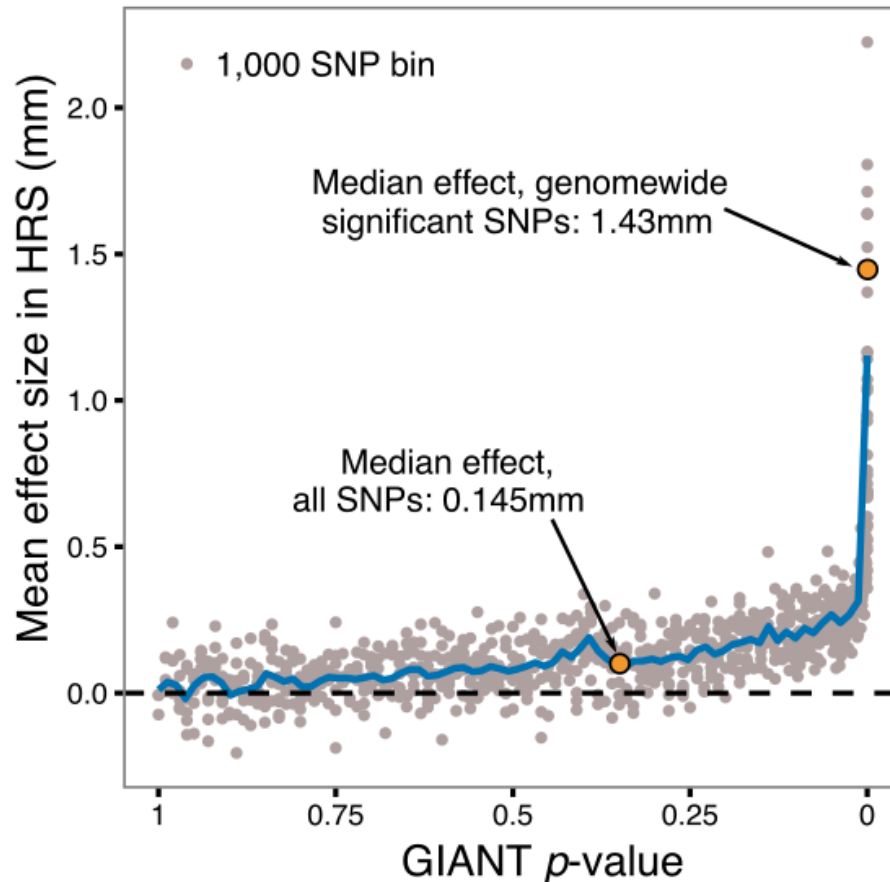 1,000 SNP bin
Median effect, genomewide
significant SNPs: 1.43mm
Median effect,
all SNPs: 0.145mm
Mean effect size in HRS (mm)
2.0
1.5
1.0
0.5
0.0
1
0.75
0.5
0.25
0
GIANT p-value